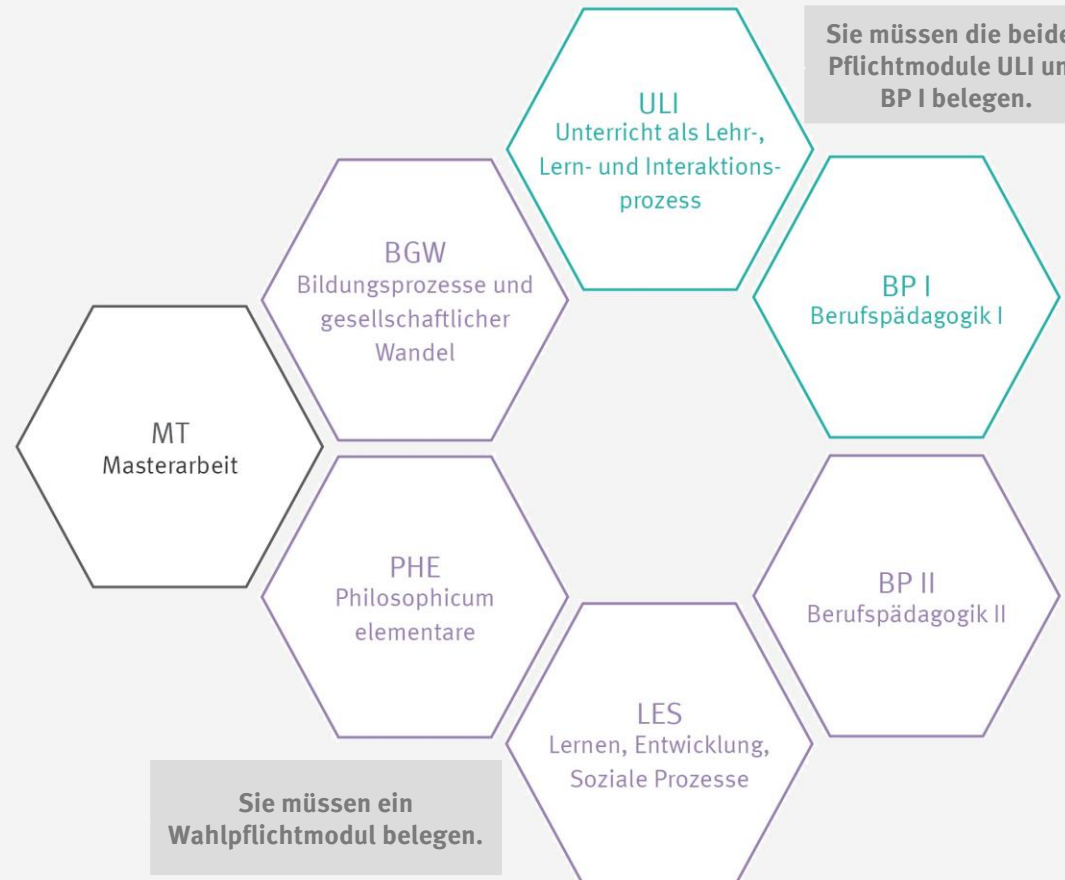 Sie müssen die beide
Pflichtmodule ULI un
BP I belegen.
ULI
Unterricht als Lehr-,
Lern- und Interaktions-
prozess
BGW
Bildungsprozesse und
gesellschaftlicher
Wandel
BP I
Berufspädagogik I
MT
Masterarbeit
PHE
Philosophicum
elementare
BP II
Berufspädagogik II
LES
Lernen, Entwicklung,
Soziale Prozesse
Sie müssen ein
Wahlpflichtmodul belegen.